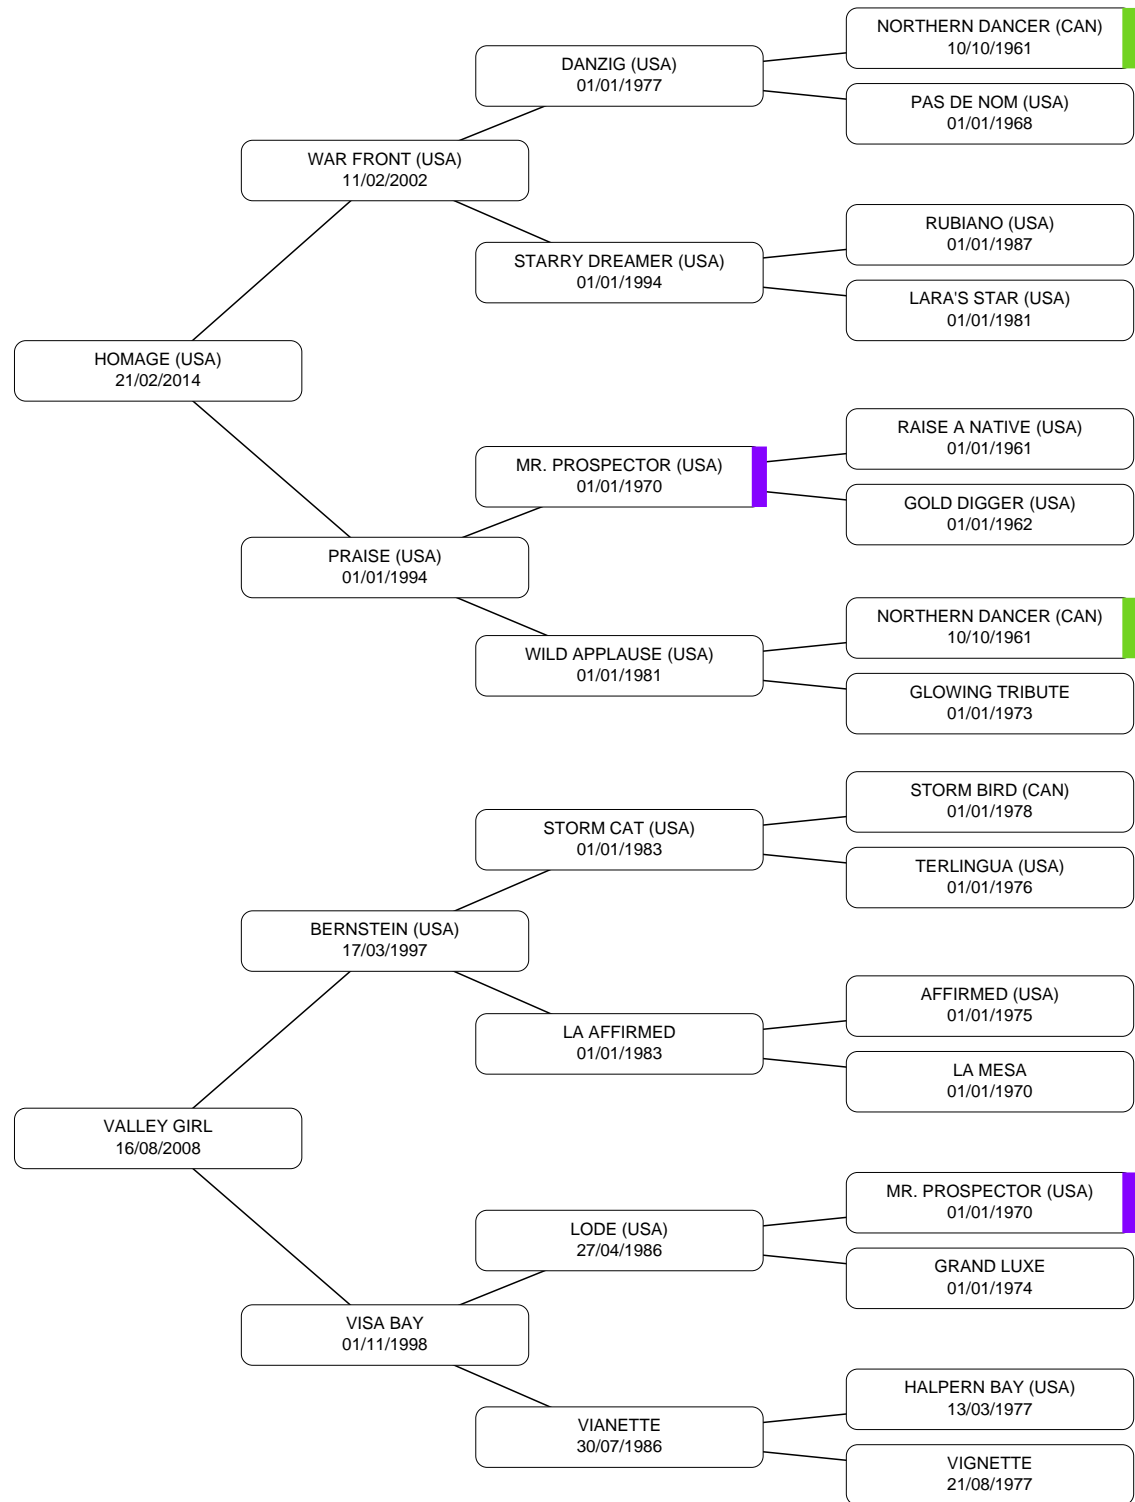 NORTHERN DANCER (CAN)
10/10/1961
DANZIG (USA)
01/01/1977
PAS DE NOM (USA)
01/01/1968
WAR FRONT (USA)
11/02/2002
RUBIANO (USA)
01/01/1987
STARRY DREAMER (USA)
01/01/1994
LARA'S STAR (USA)
01/01/1981
HOMAGE (USA)
21/02/2014
RAISE A NATIVE (USA)
01/01/1961
MR. PROSPECTOR (USA)
01/01/1970
GOLD DIGGER (USA)
01/01/1962
PRAISE (USA)
01/01/1994
NORTHERN DANCER (CAN)
10/10/1961
WILD APPLAUSE (USA)
01/01/1981
GLOWING TRIBUTE
01/01/1973
STORM BIRD (CAN)
01/01/1978
STORM CAT (USA)
01/01/1983
TERLINGUA (USA)
01/01/1976
BERNSTEIN (USA)
17/03/1997
AFFIRMED (USA)
01/01/1975
LA AFFIRMED
01/01/1983
LA MESA
01/01/1970
VALLEY GIRL
16/08/2008
MR. PROSPECTOR (USA)
01/01/1970
LODE (USA)
27/04/1986
GRAND LUXE
01/01/1974
VISA BAY
01/11/1998
HALPERN BAY (USA)
13/03/1977
VIANETTE
30/07/1986
VIGNETTE
21/08/1977